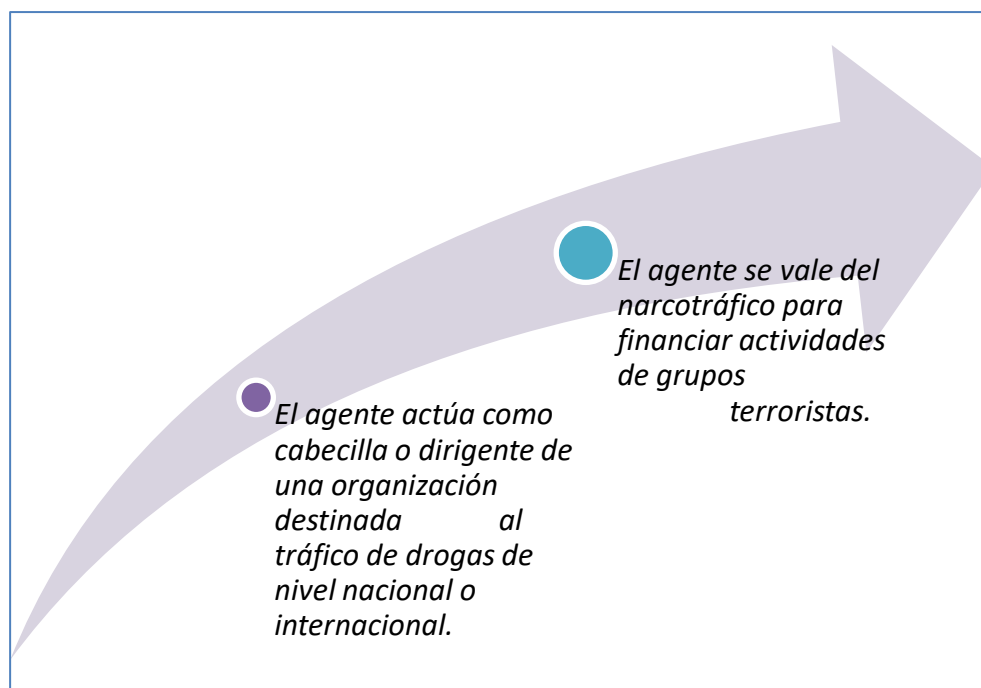 El agente se vale del
narcotráfico para
financiar actividades
de grupos
terroristas.
El agente actúa como
cabecilla o dirigente de
una organización
destinada al
tráfico de drogas de
nivel nacional o
internacional.